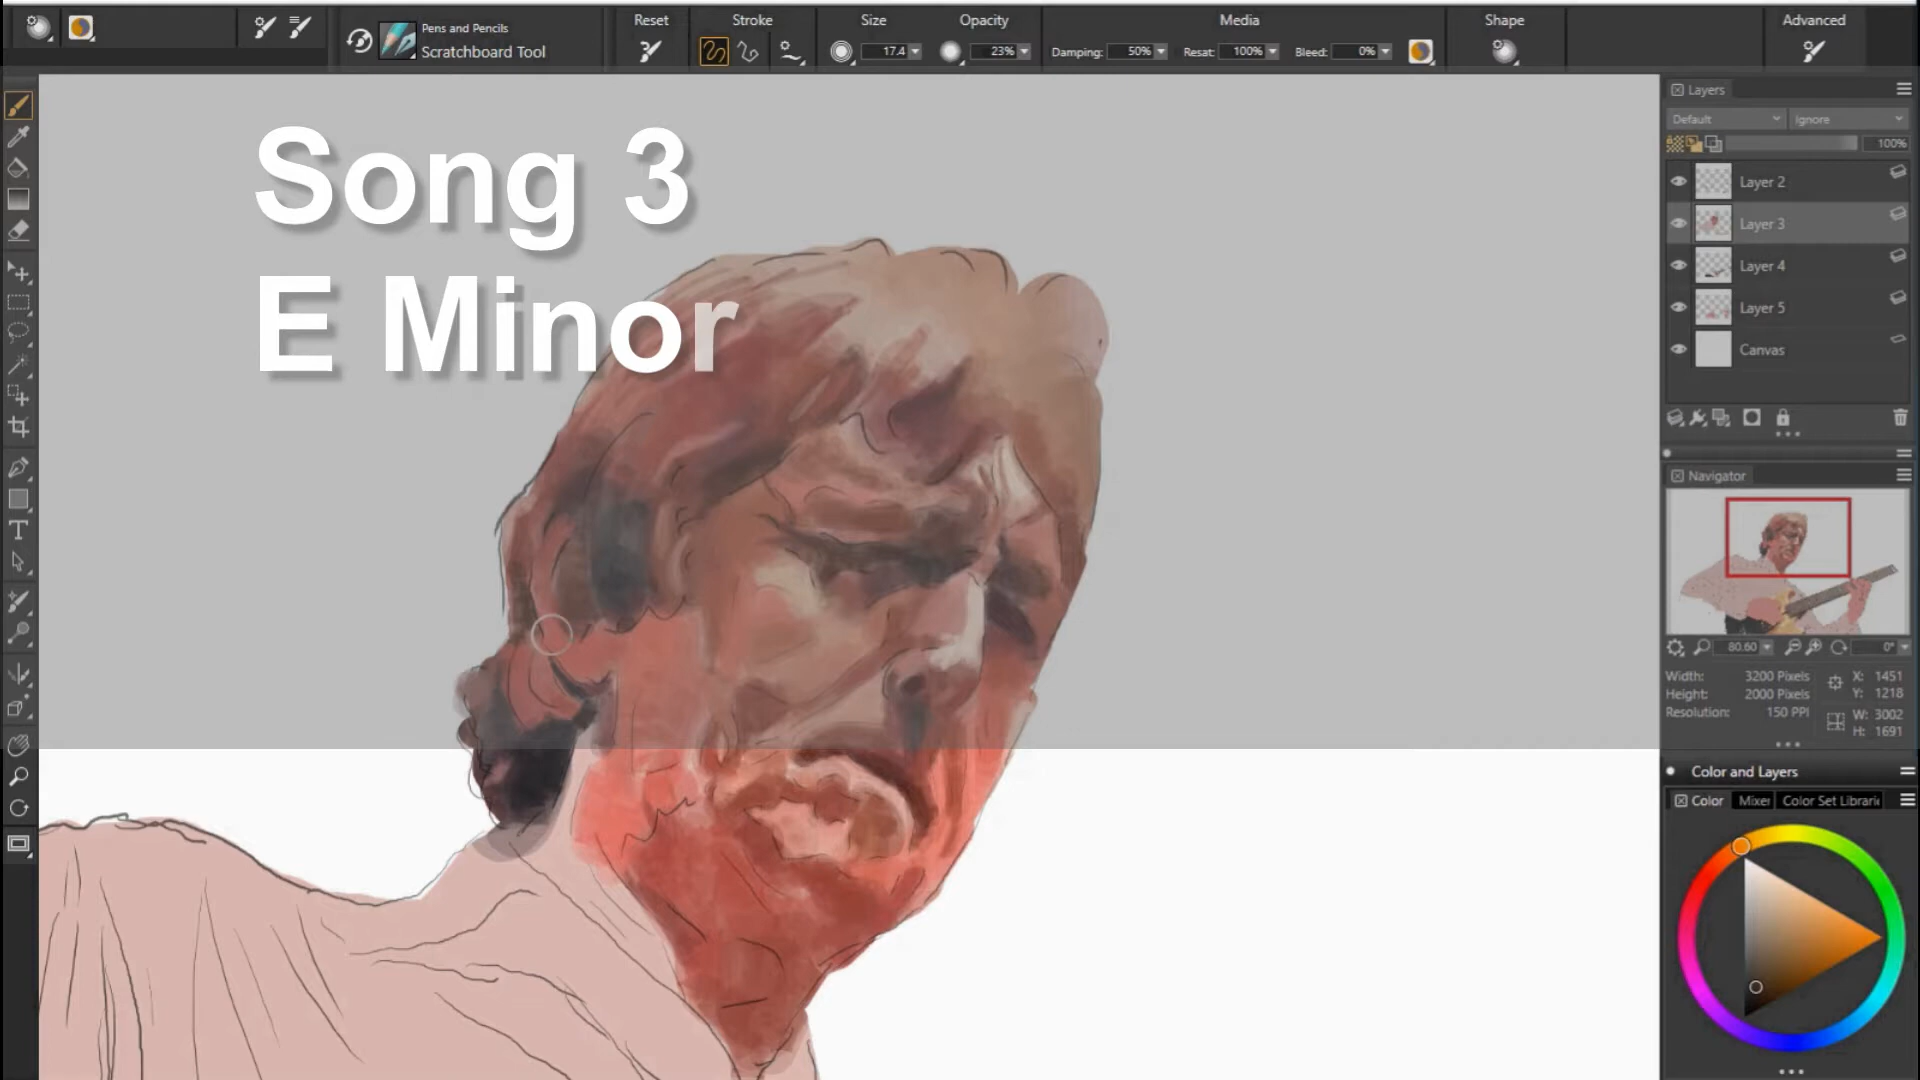 Reset
Stroke
Size
Opacity
Media
Shape
Advanced
Pens and Pencils
Scratchboard Tool
17.4
23%
Damping: 50%
Resat: 100%
Bleed: 0%
Song 3
E Minor
Layers
Default
Ignore
100%
Layer 2
Layer 3
Layer 4
Layer 5
Canvas
Navigator
80.60
0°
Width: 3200 Pixels
Height: 2000 Pixels
Resolution: 150 PPI
X: 1451
Y: 1218
W: 3002
H: 1691
Color and Layers
Color
Mixer
Color Set Librari